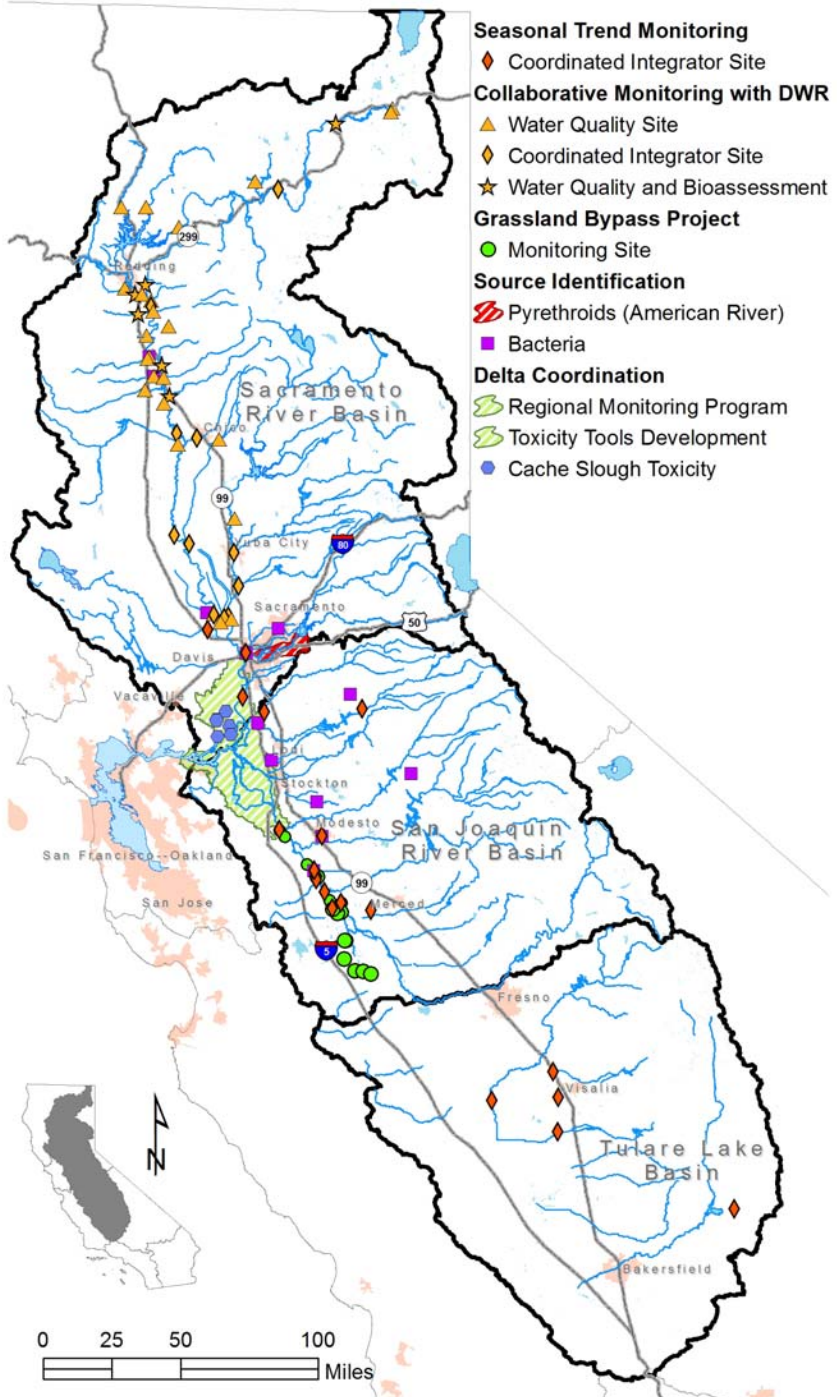 Seasonal Trend Monitoring
Coordinated Integrator Site
Collaborative Monitoring with DWR
Water Quality Site
Coordinated Integrator Site
Water Quality and Bioassessment
Grassland Bypass Project
Monitoring Site
Source Identification
Pyrethroids (American River)
Bacteria
Delta Coordination
Regional Monitoring Program
Toxicity Tools Development
Cache Slough Toxicity
299
Redding
Sacramento
River Basin
Chico
99
Yuba City
80
Sacramento
50
Davis
Vacaville
Lodi
Stockton
Modesto
San Joaquin
River Basin
San Francisco--Oakland
99
San Jose
Merced
5
Fresno
Visalia
Tulare Lake
Basin
Bakersfield
N
0 25 50 100
Miles